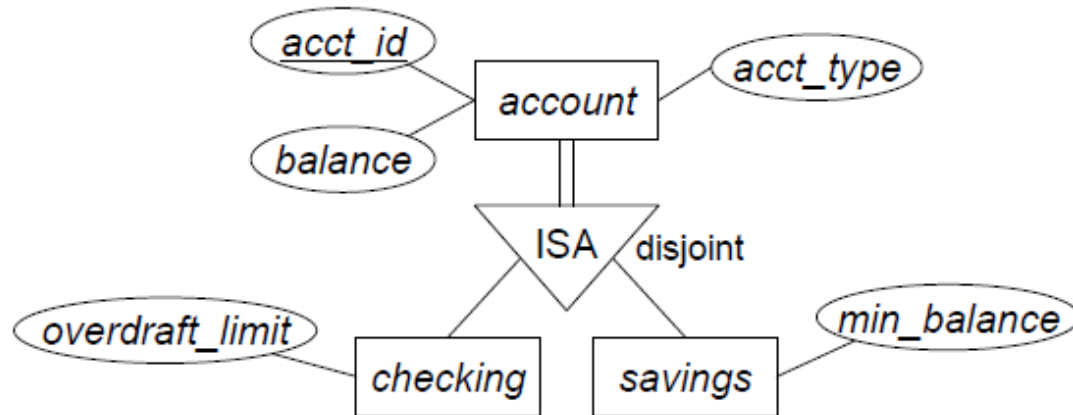 acct_id
account
acct_type
balance
ISA
disjoint
overdraft_limit
checking
savings
min_balance